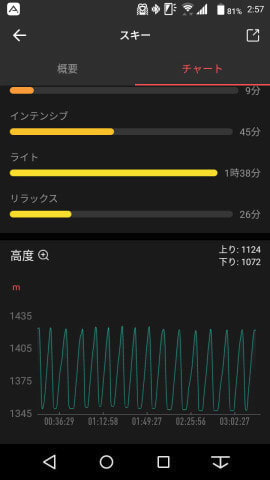 81% 2:57
スキー
概要 チャート
9分
インテンシブ
45分
ライト
1時38分
リラックス
26分
高度
上り: 1124
下り: 1072
m
1435
1405
1375
1345
00:36:29 01:12:58 01:49:27 02:25:56 03:02:27